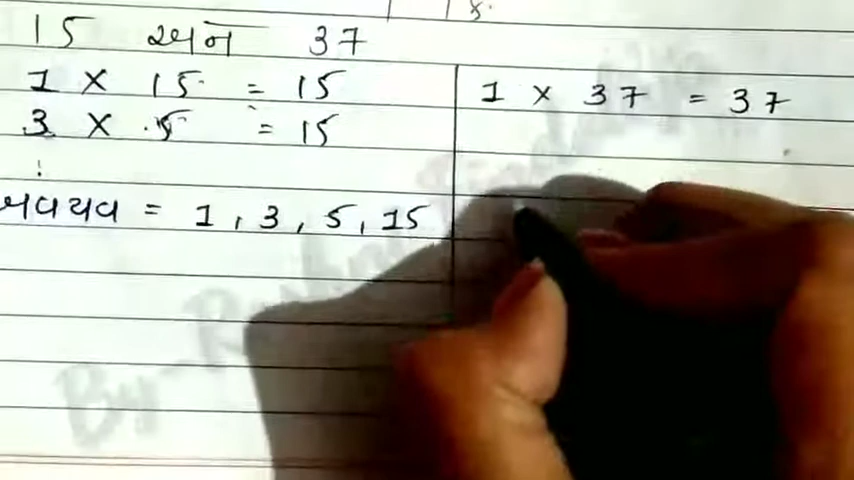 15 અને 37
1 × 15 = 15
3 × 5 = 15
અવયવ = 1, 3, 5, 15
1 × 37 = 37